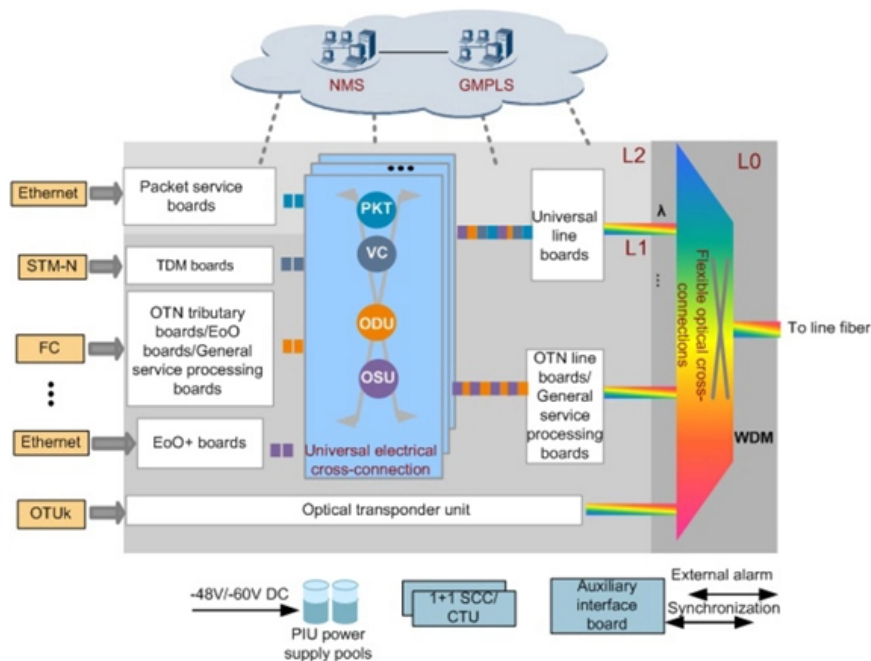 NMS
GMPLS
L2
L0
Ethernet
Packet service
boards
PKT
Universal
line
boards
λ
L1
STM-N
TDM boards
VC
...
FC
OTN tributary
boards/EoO
boards/General
service processing
boards
ODU
OSU
OTN line
boards/
General
service
processing
boards
Flexible optical cross-
connections
To line fiber
Ethernet
EoO+ boards
Universal electrical
cross-connection
WDM
OTUk
Optical transponder unit
-48V/-60V DC
PIU power
supply pools
1+1 SCC/
CTU
Auxiliary
interface
board
External alarm
Synchronization